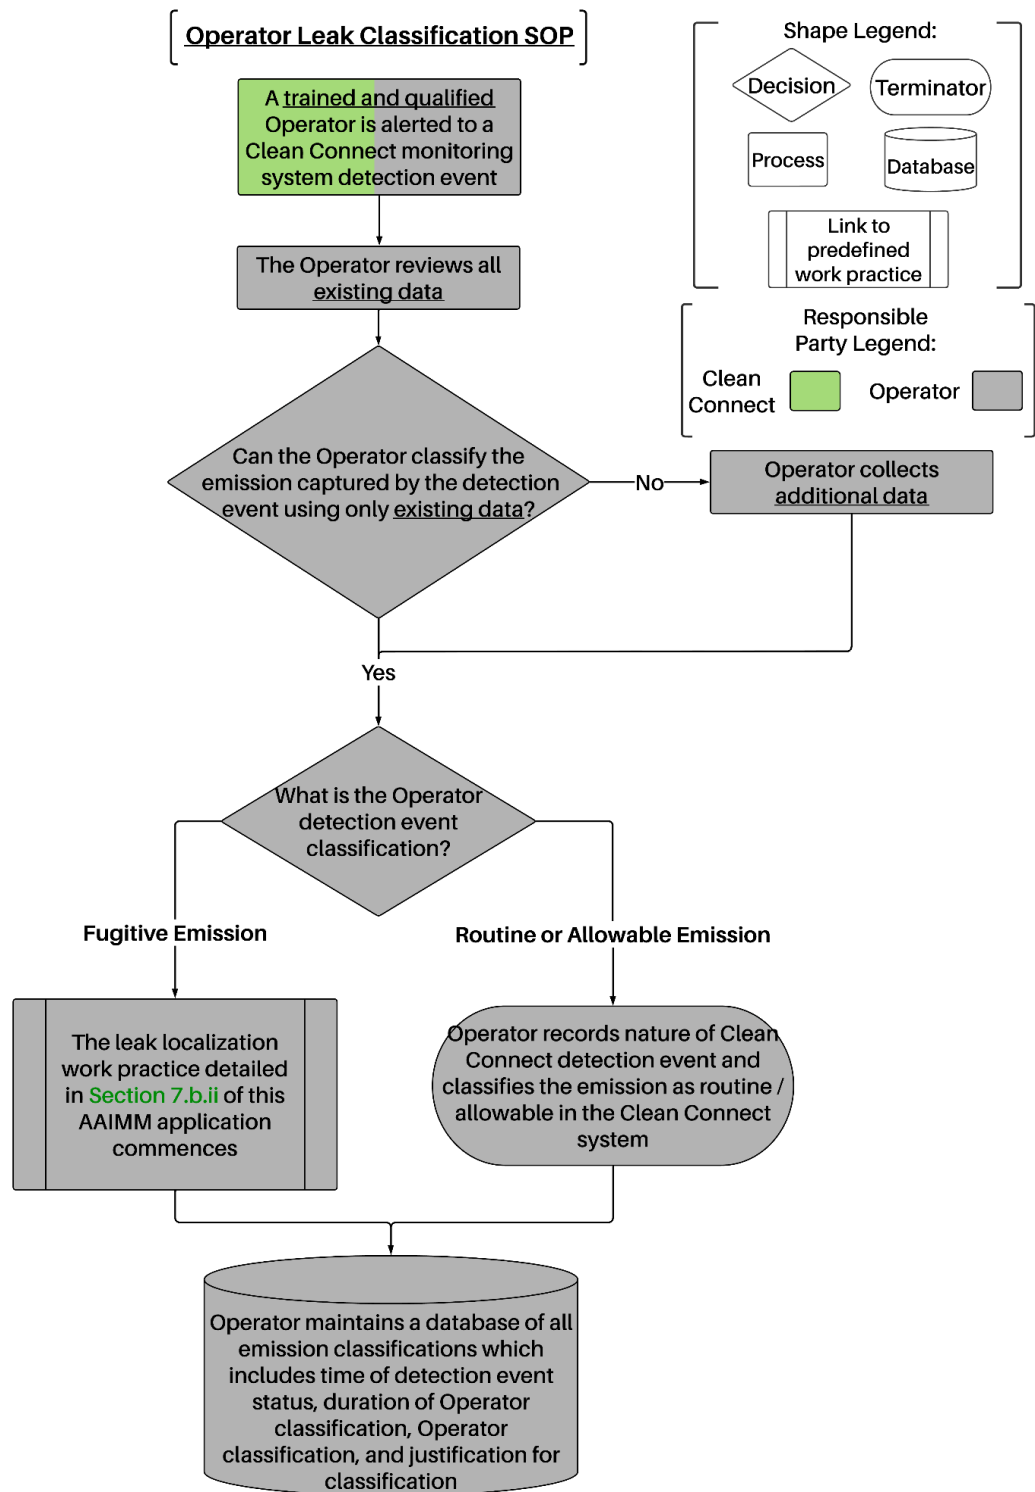 Operator Leak Classification SOP
A trained and qualified
Operator is alerted to a
Clean Connect monitoring
system detection event
Shape Legend:
Decision
Terminator
Process
Database
Link to
predefined
work practice
Responsible
Party Legend:
Clean
Connect
Operator
The Operator reviews all
existing data
Can the Operator classify the
emission captured by the detection
event using only existing data?
No
Operator collects
additional data
Yes
What is the Operator
detection event
classification?
Fugitive Emission
Routine or Allowable Emission
The leak localization
work practice detailed
in Section 7.b.ii of this
AAIMM application
commences
Operator records nature of Clean
Connect detection event and
classifies the emission as routine /
allowable in the Clean Connect
system
Operator maintains a database of all
emission classifications which
includes time of detection event
status, duration of Operator
classification, Operator
classification, and justification for
classification